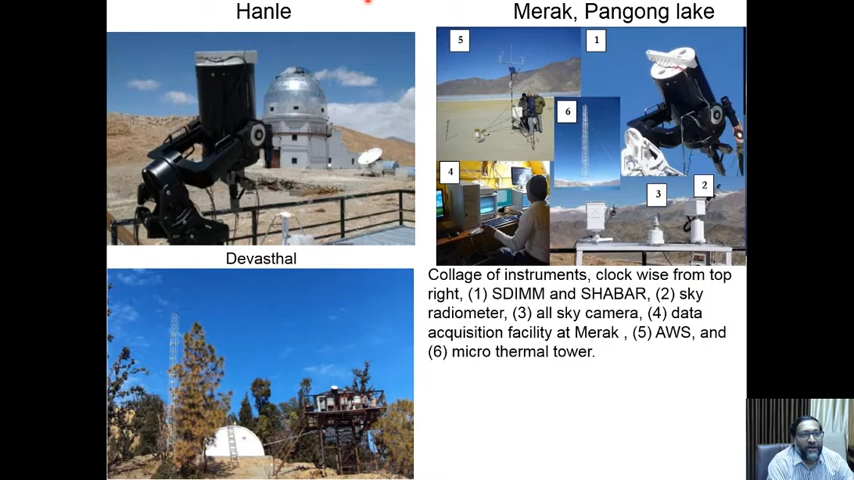 Hanle
Merak, Pangong lake
5
1
6
4
3
2
Devasthal
Collage of instruments, clock wise from top
right, (1) SDIMM and SHABAR, (2) sky
radiometer, (3) all sky camera, (4) data
acquisition facility at Merak , (5) AWS, and
(6) micro thermal tower.